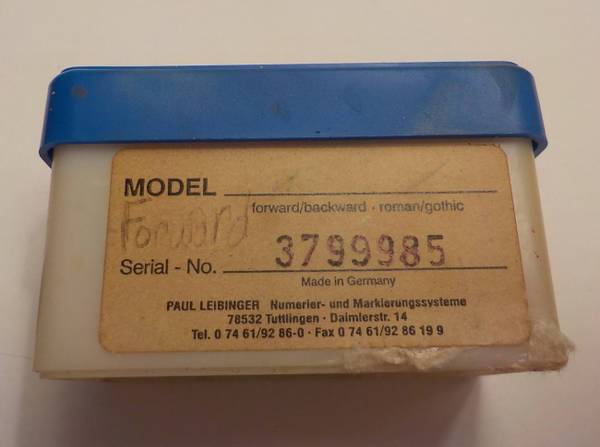 MODEL
forward/backward · roman/gothic
Forward
Serial - No. 3799985
Made in Germany
PAUL LEIBINGER Numerier- und Markierungssysteme
78532 Tuttlingen · Daimlerstr. 14
Tel. 0 74 61/92 86-0 · Fax 0 74 61/92 86 19 9